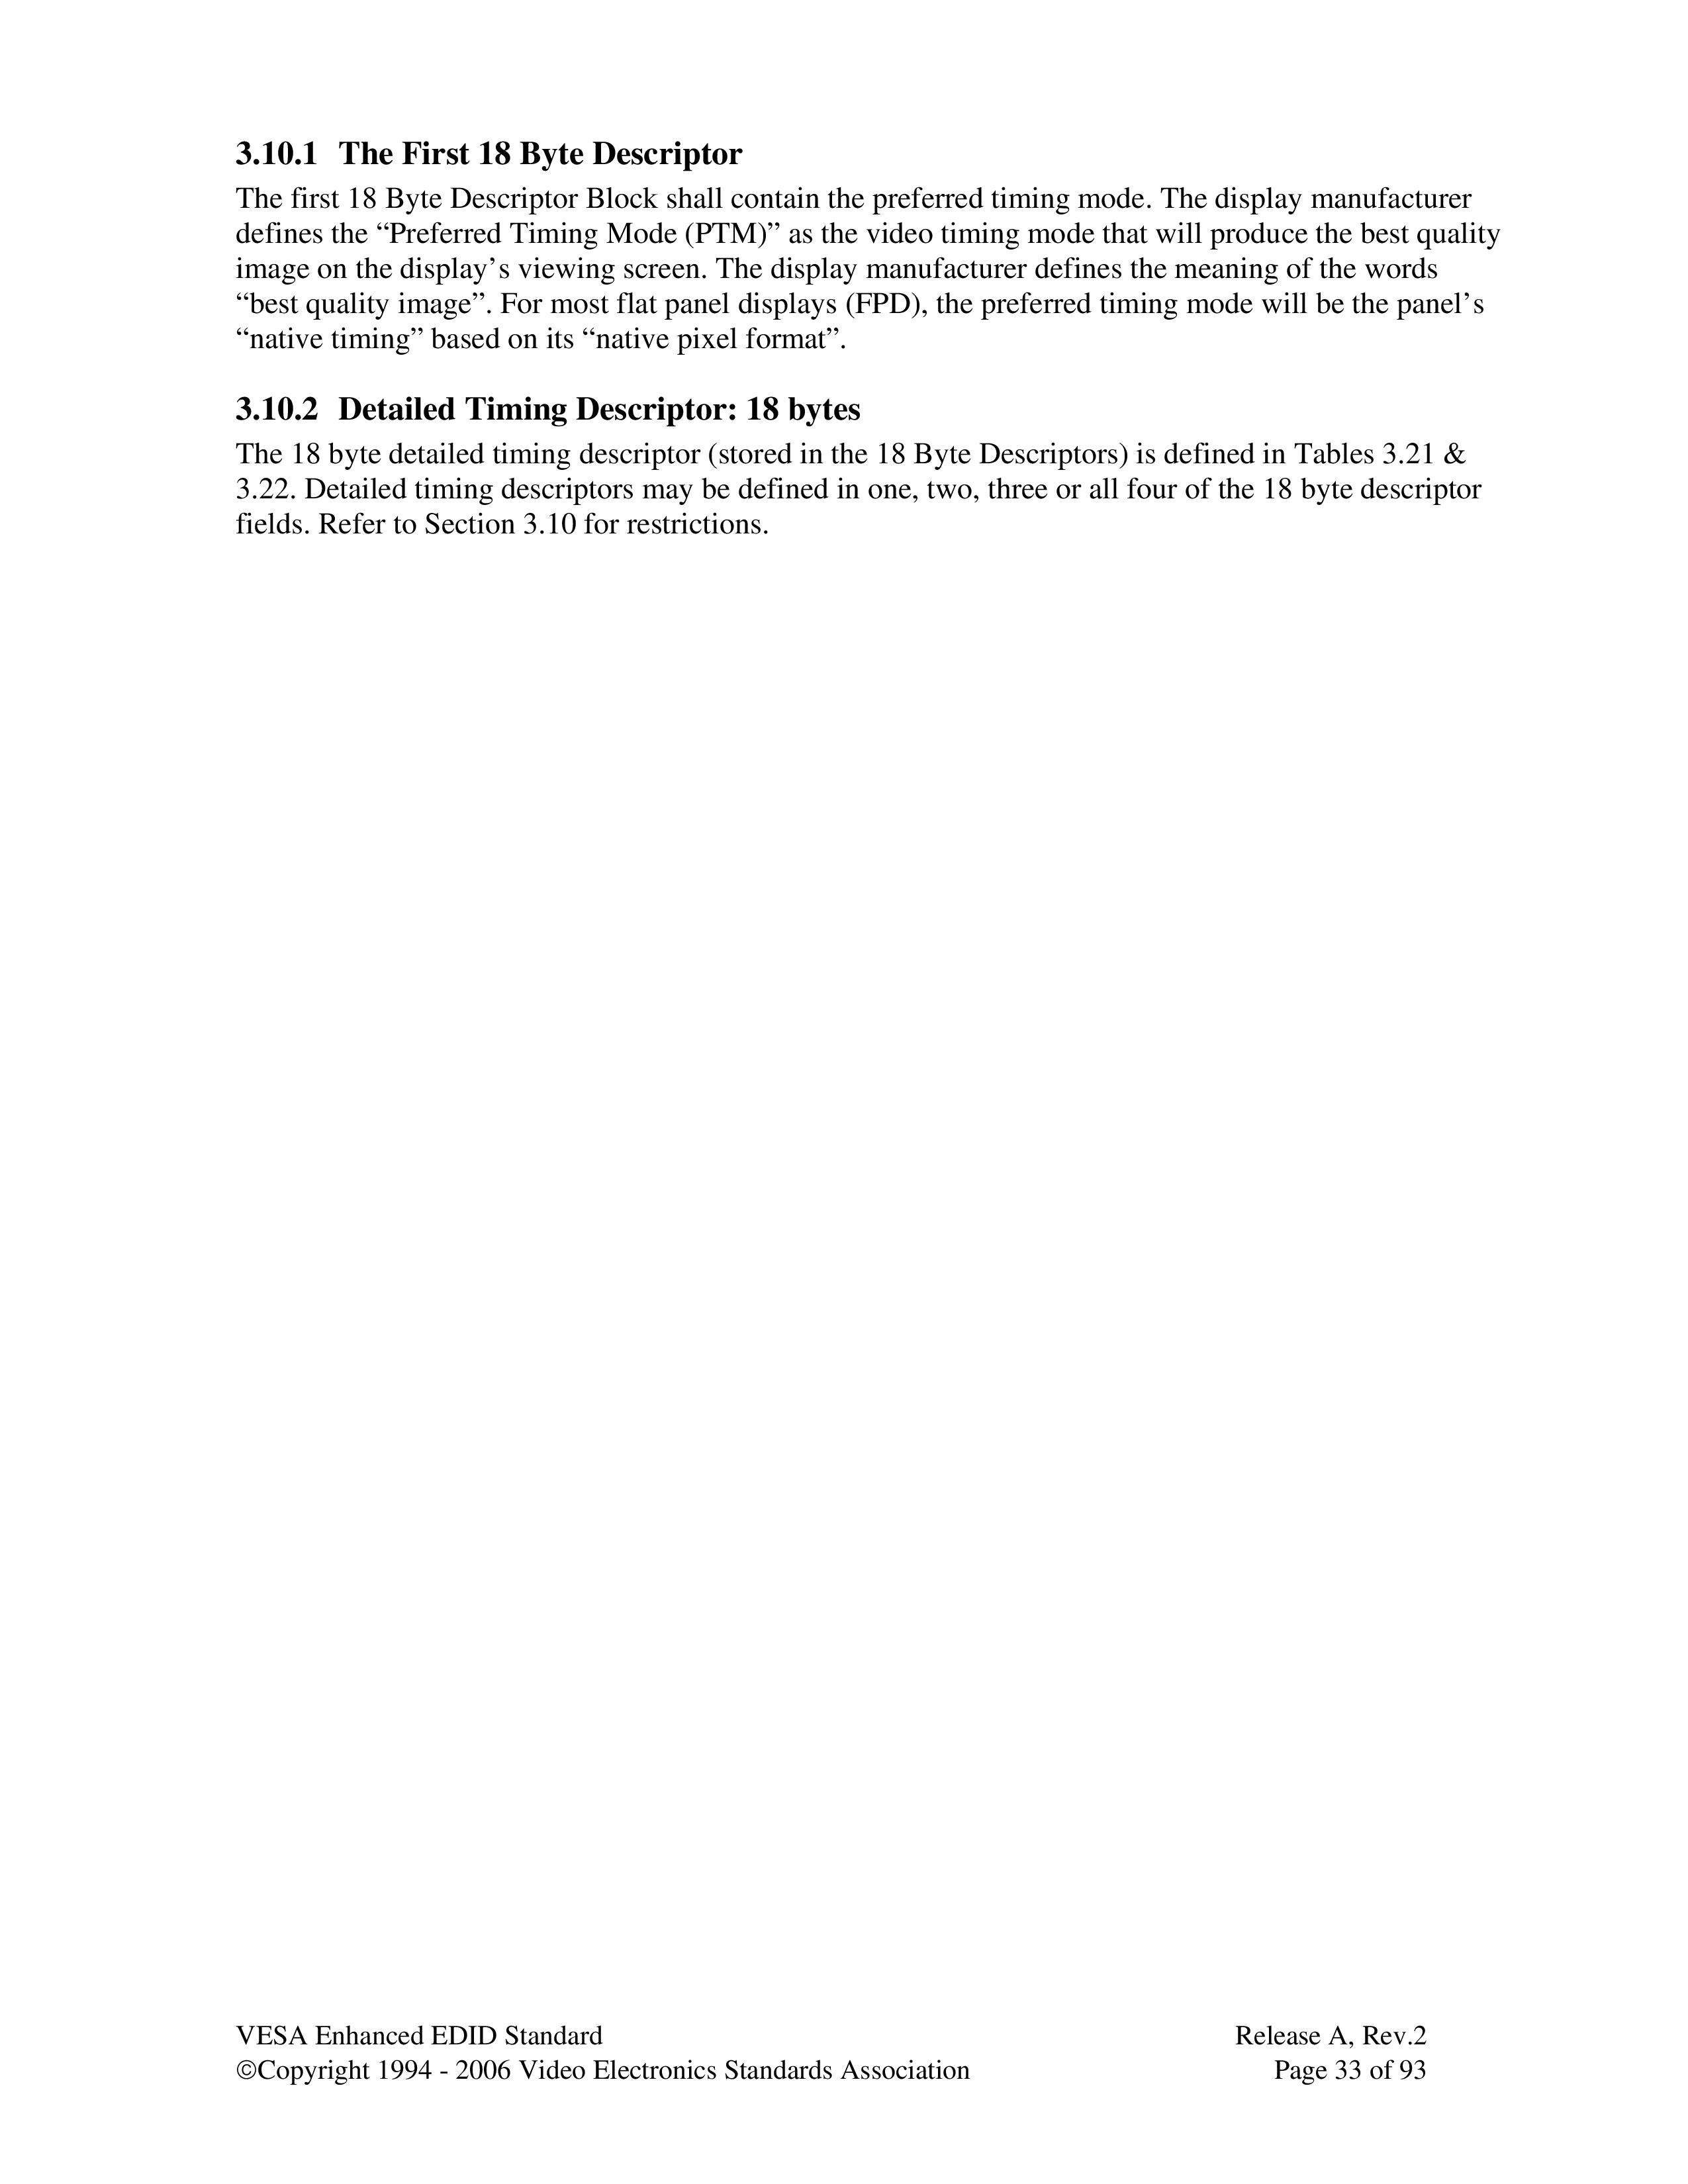 3.10.1 The First 18 Byte Descriptor
The first 18 Byte Descriptor Block shall contain the preferred timing mode. The display manufacturer
defines the “Preferred Timing Mode (PTM)” as the video timing mode that will produce the best quality
image on the display’s viewing screen. The display manufacturer defines the meaning of the words
“best quality image”. For most flat panel displays (FPD), the preferred timing mode will be the panel’s
“native timing” based on its “native pixel format”.
3.10.2 Detailed Timing Descriptor: 18 bytes
The 18 byte detailed timing descriptor (stored in the 18 Byte Descriptors) is defined in Tables 3.21 &
3.22. Detailed timing descriptors may be defined in one, two, three or all four of the 18 byte descriptor
fields. Refer to Section 3.10 for restrictions.
VESA Enhanced EDID Standard Release A, Rev.2
©Copyright 1994 - 2006 Video Electronics Standards Association Page 33 of 93